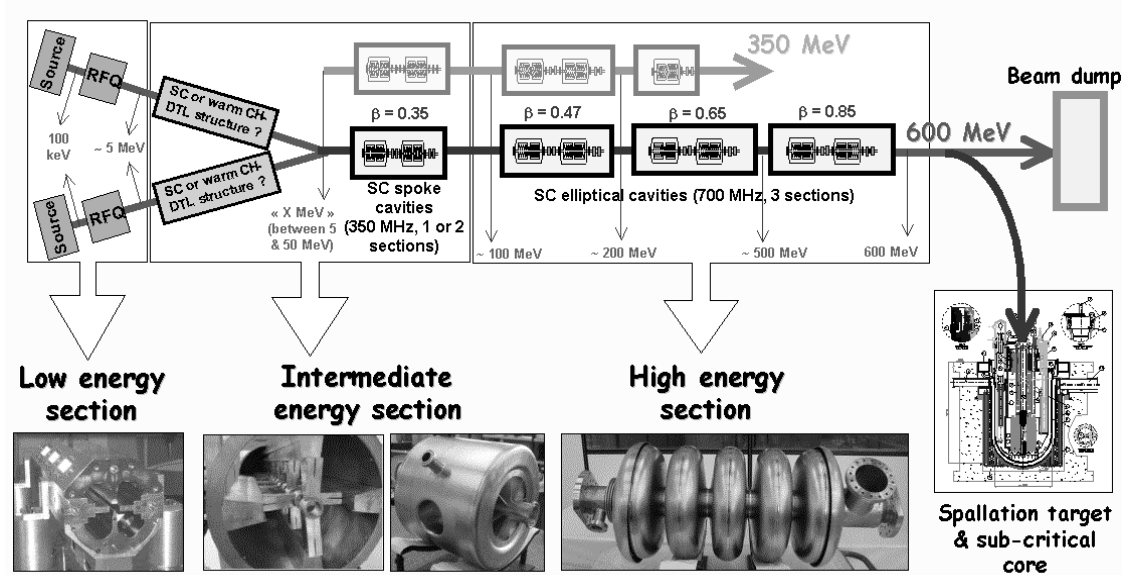 350 MeV
Beam dump
Source
RFQ
SC or warm CH-
DTL structure ?
β = 0.35
β = 0.47
β = 0.65
β = 0.85
600 MeV
100
keV
~ 5 MeV
SC or warm CH-
DTL structure ?
Source
RFQ
« X MeV »
(between 5
& 50 MeV)
SC spoke
cavities
(350 MHz, 1 or 2
sections)
SC elliptical cavities (700 MHz, 3 sections)
~ 100 MeV
~ 200 MeV
~ 500 MeV
600 MeV
Low energy
section
Intermediate
energy section
High energy
section
Spallation target
& sub-critical
core